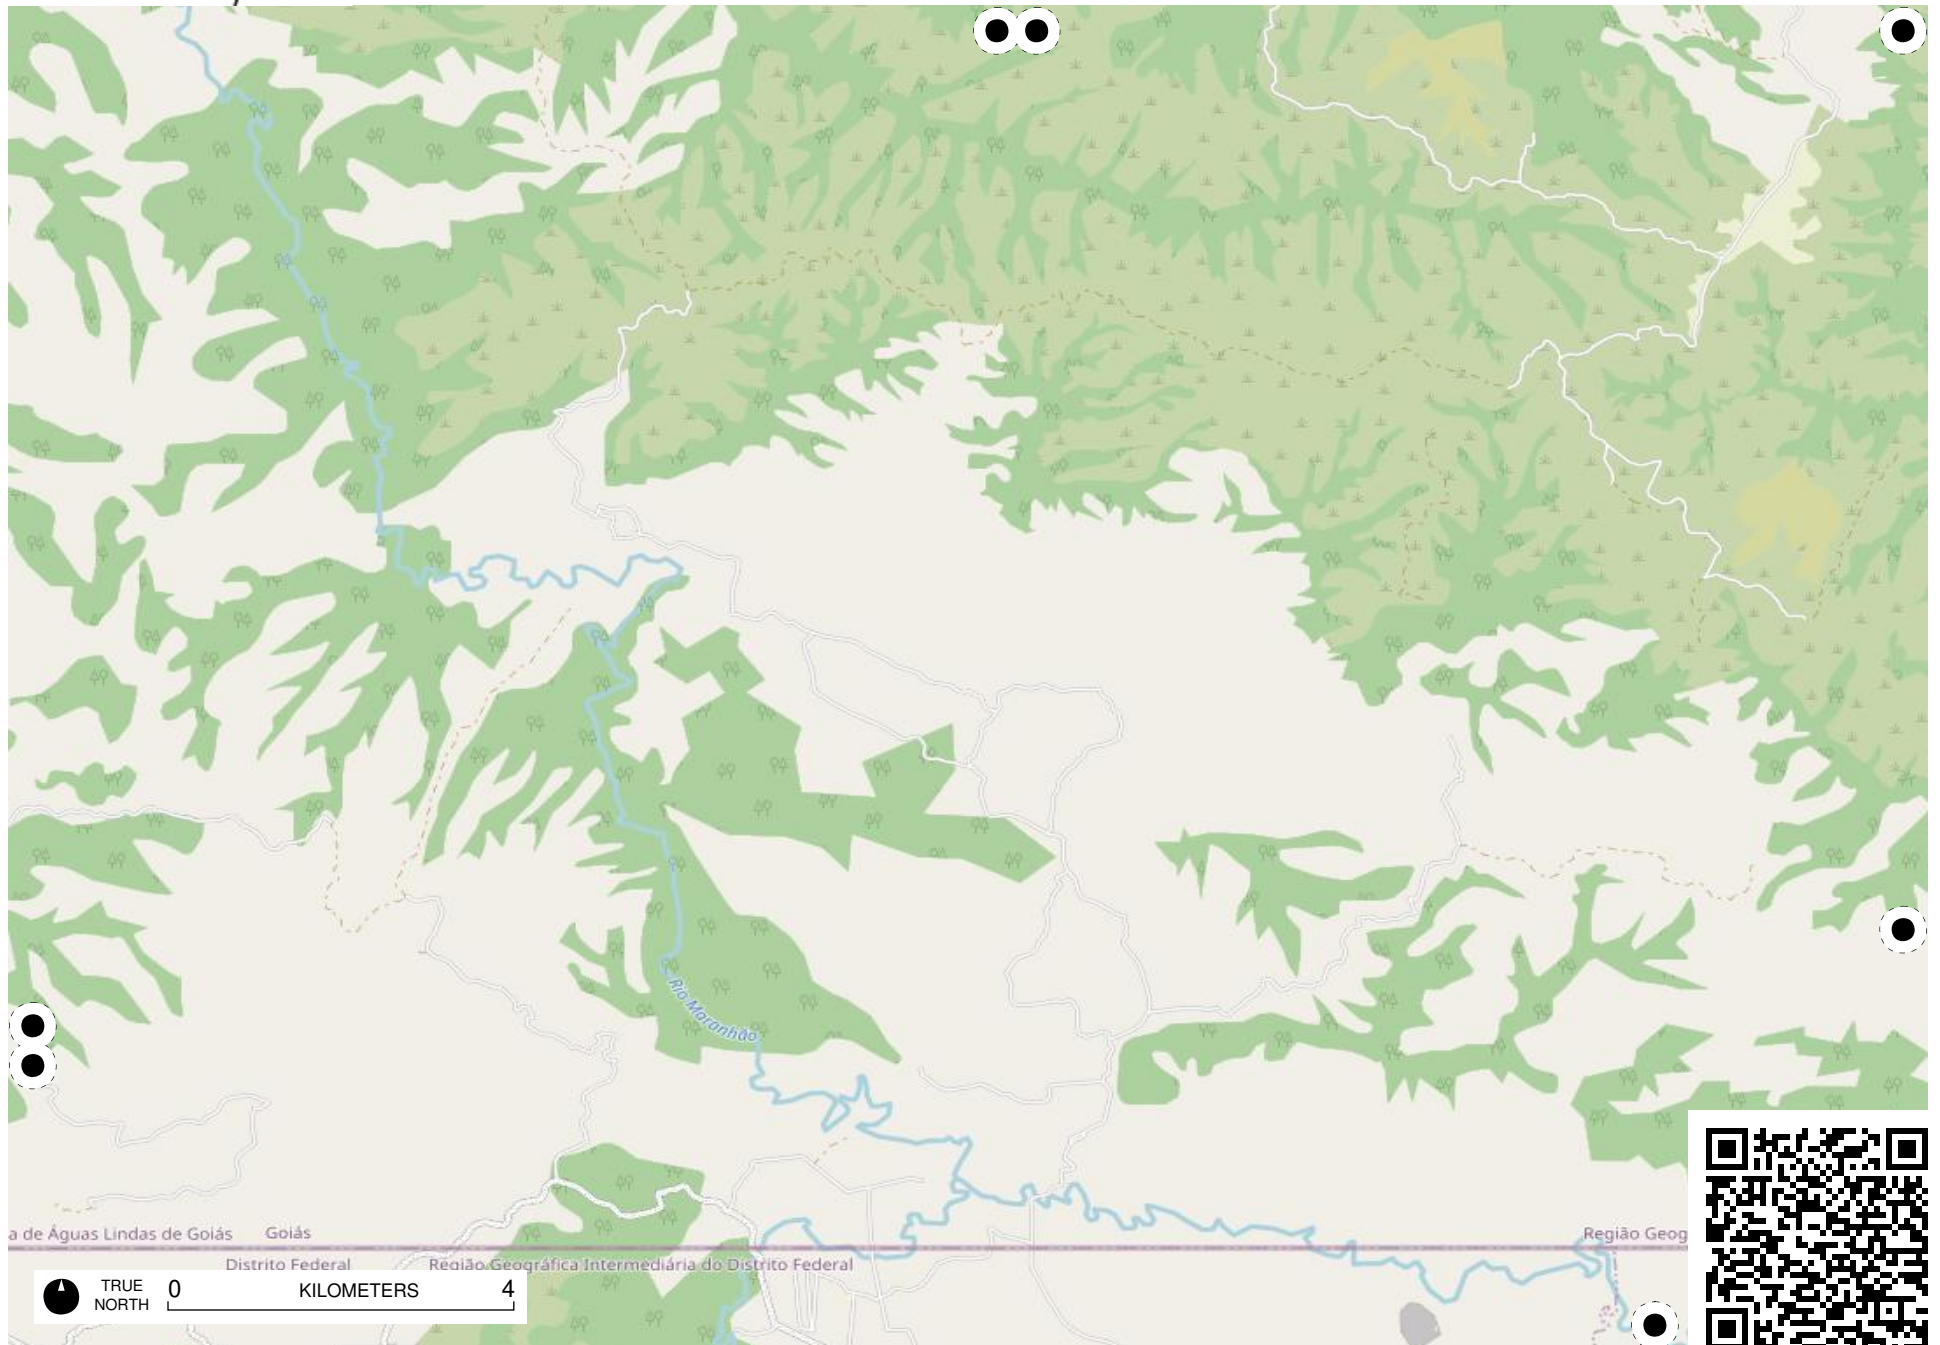 Rio Maranhão
a de Águas Lindas de Goiás Goiás
Região Geog
Distrito Federal Região Geográfica Intermediária do Distrito Federal
TRUE NORTH 0 KILOMETERS 4